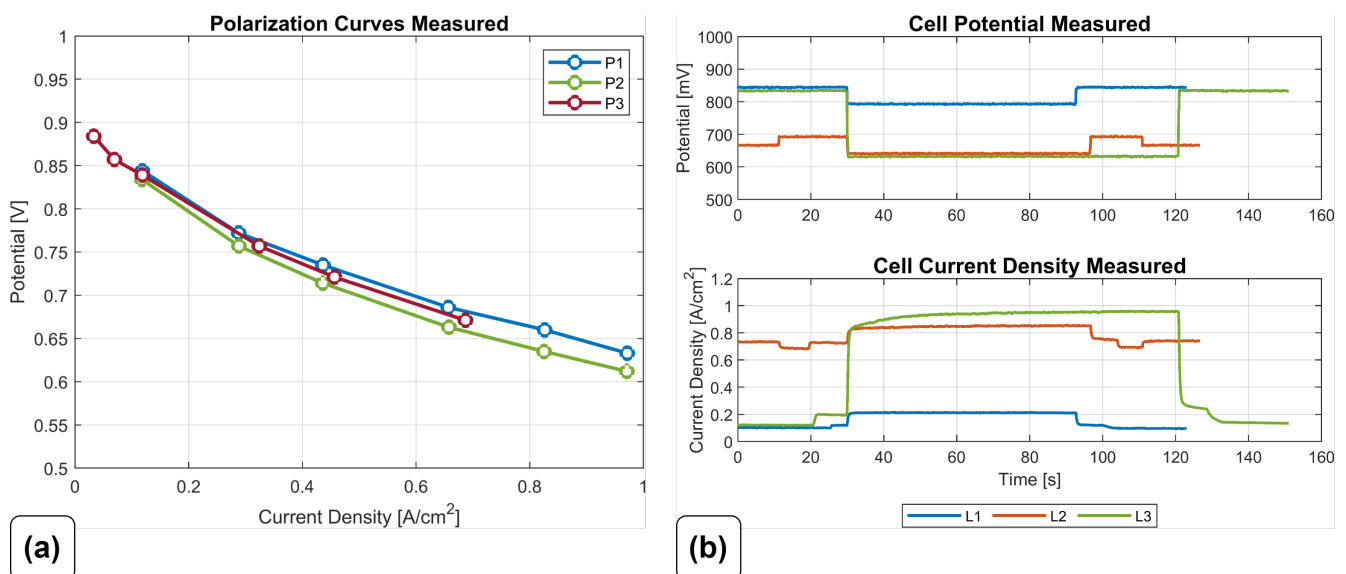 Polarization Curves Measured
1
0.95
0.9
0.85
0.8
0.75
0.7
0.65
0.6
0.55
0.5
Potential [V]
P1
P2
P3
0 0.2 0.4 0.6 0.8 1
Current Density [A/cm²]
(a)
Cell Potential Measured
1000
900
800
700
600
500
Potential [mV]
0 20 40 60 80 100 120 140 160
Cell Current Density Measured
1.2
1
0.8
0.6
0.4
0.2
0
Current Density [A/cm²]
0 20 40 60 80 100 120 140 160
Time [s]
L1 L2 L3
(b)